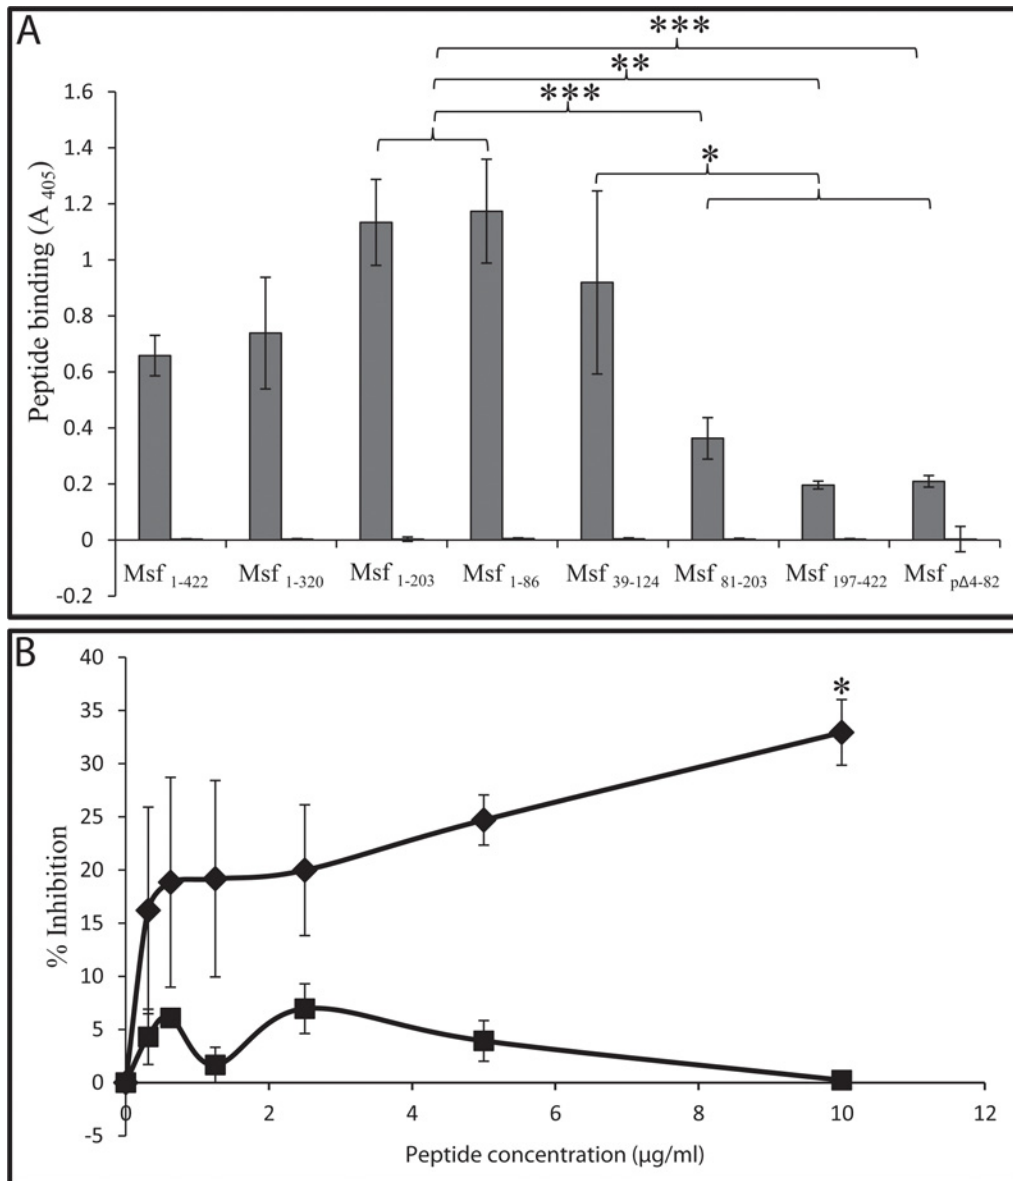 A
***
**
***
*
Peptide binding (A 405)
1.6
1.4
1.2
1
0.8
0.6
0.4
0.2
0
-0.2
Msf 1-422
Msf 1-320
Msf 1-203
Msf 1-86
Msf 39-124
Msf 81-203
Msf 197-422
Msf pΔ4-82
B
*
% Inhibition
40
35
30
25
20
15
10
5
0
-5
0
2
4
6
8
10
12
Peptide concentration (µg/ml)